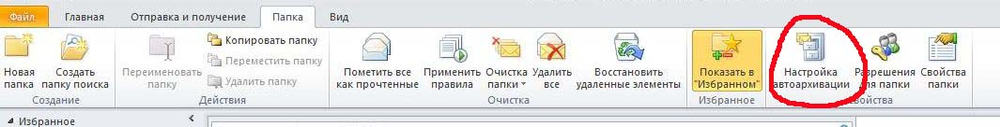 Файл Главная Отправка и получение Папка Вид
Новая папка
Создать папку поиска
Переименовать папку
Копировать папку
Переместить папку
Удалить папку
Пометить все как прочтенные
Применить правила
Очистка папки
Удалить все
Восстановить удаленные элементы
Показать в "Избранном"
Настройка автоархивации
Разрешения для папки
Свойства папки
Создание Действия Очистка Избранное Свойства
Избранное